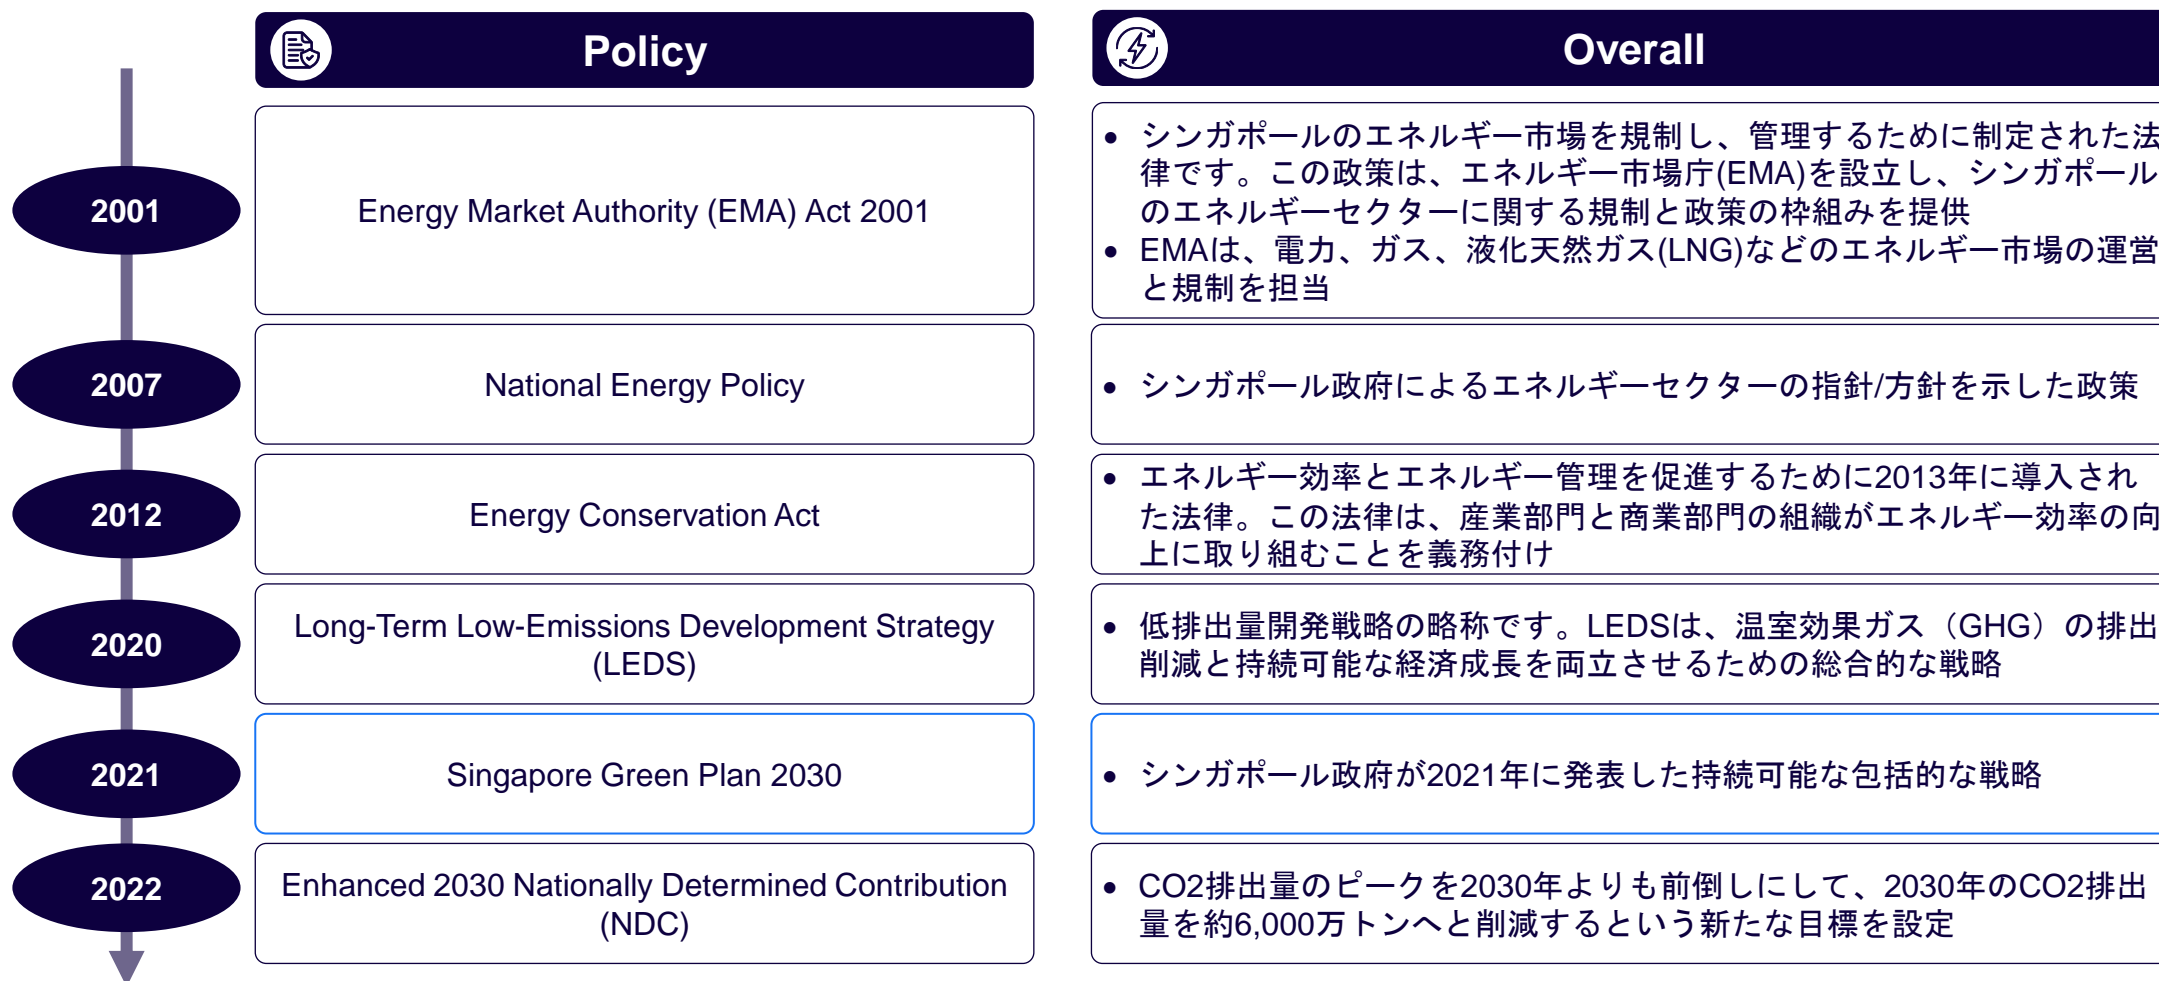 Policy
Overall
2001
Energy Market Authority (EMA) Act 2001
• シンガポールのエネルギー市場を規制し、管理するために制定された法
律です。この政策は、エネルギー市場庁(EMA)を設立し、シンガポール
のエネルギーセクターに関する規制と政策の枠組みを提供
• EMAは、電力、ガス、液化天然ガス(LNG)などのエネルギー市場の運営
と規制を担当
2007
National Energy Policy
• シンガポール政府によるエネルギーセクターの指針/方針を示した政策
2012
Energy Conservation Act
• エネルギー効率とエネルギー管理を促進するために2013年に導入され
た法律。この法律は、産業部門と商業部門の組織がエネルギー効率の向
上に取り組むことを義務付け
2020
Long-Term Low-Emissions Development Strategy
(LEDS)
• 低排出量開発戦略の略称です。LEDSは、温室効果ガス（GHG）の排出
削減と持続可能な経済成長を両立させるための総合的な戦略
2021
Singapore Green Plan 2030
• シンガポール政府が2021年に発表した持続可能な包括的な戦略
2022
Enhanced 2030 Nationally Determined Contribution
(NDC)
• CO2排出量のピークを2030年よりも前倒しにして、2030年のCO2排出
量を約6,000万トンへと削減するという新たな目標を設定